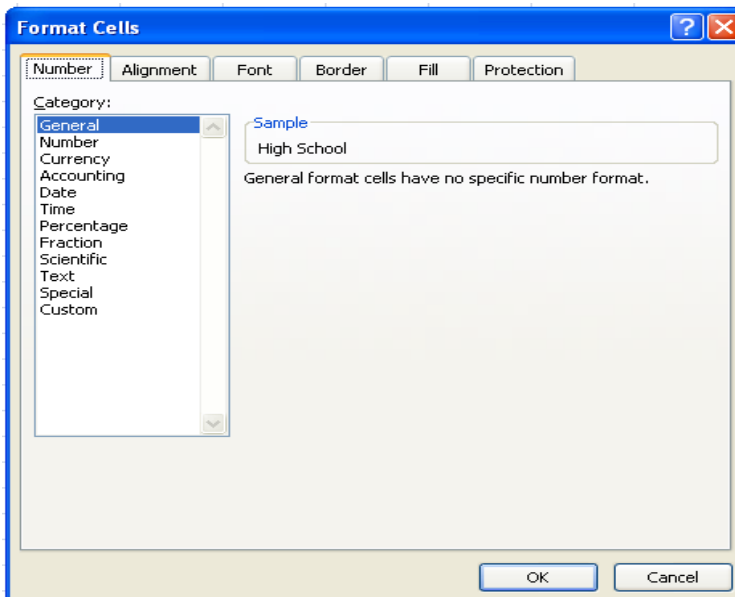 Format Cells
?
Number Alignment Font Border Fill Protection
Category:
General
Number
Currency
Accounting
Date
Time
Percentage
Fraction
Scientific
Text
Special
Custom
Sample
High School
General format cells have no specific number format.
OK Cancel